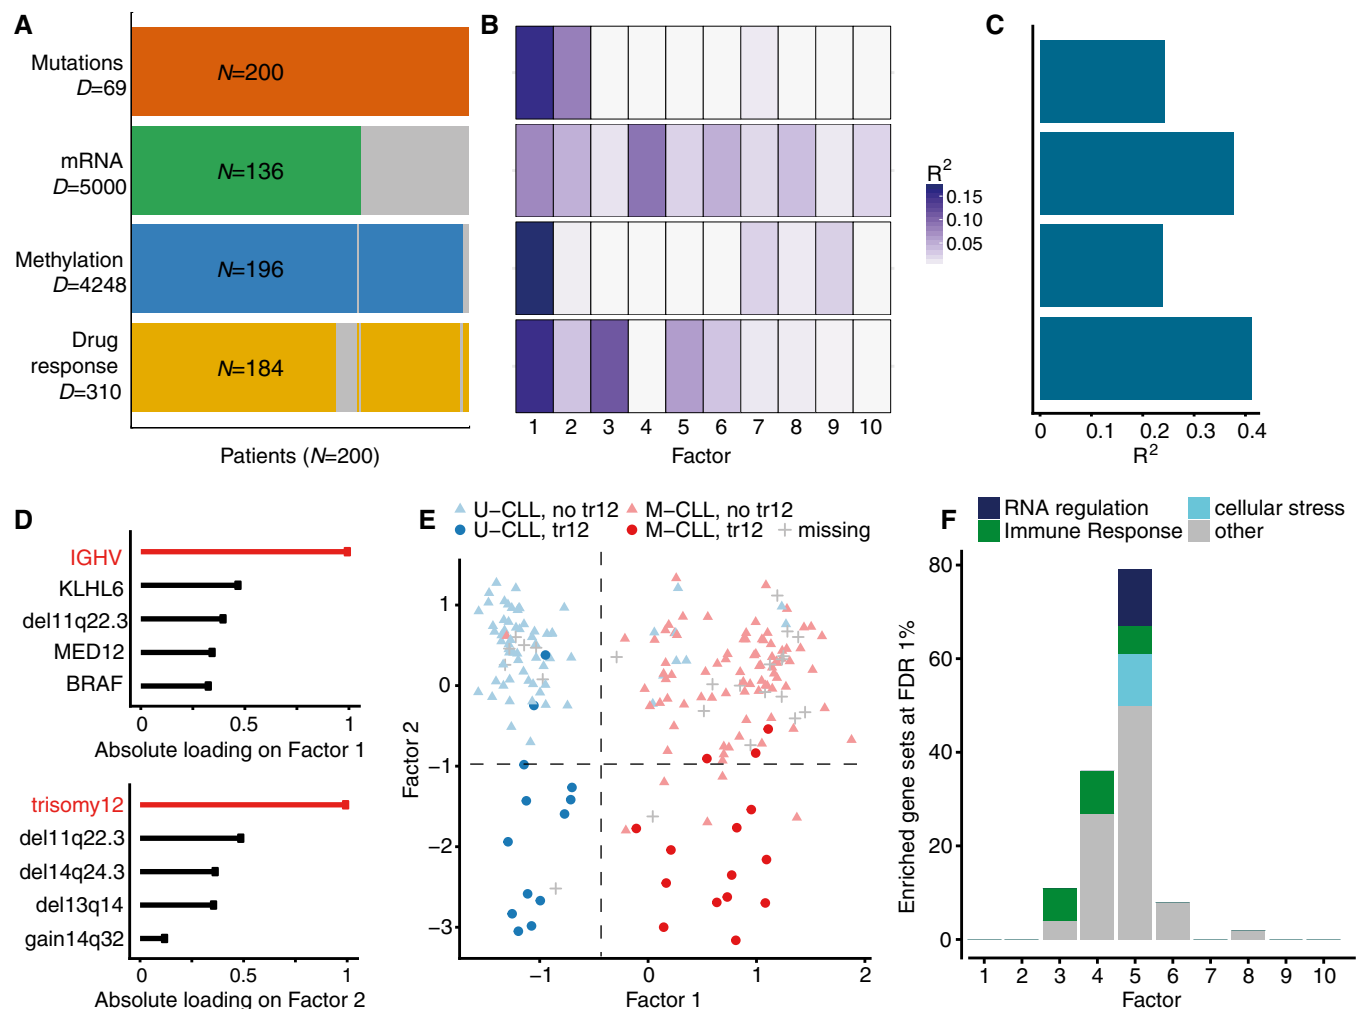 A
Mutations
D=69
N=200
mRNA
D=5000
N=136
Methylation
D=4248
N=196
Drug
response
D=310
N=184
Patients (N=200)
B
1 2 3 4 5 6 7 8 9 10
Factor
R2
0.15
0.10
0.05
C
0 0.1 0.2 0.3 0.4
R2
D
IGHV
KLHL6
del11q22.3
MED12
BRAF
0 0.5 1
Absolute loading on Factor 1
trisomy12
del11q22.3
del14q24.3
del13q14
gain14q32
0 0.5 1
Absolute loading on Factor 2
E
U−CLL, no tr12 M−CLL, no tr12
U−CLL, tr12 M−CLL, tr12 missing
Factor 2
1
0
−1
−2
−3
−1 0 1 2
Factor 1
F
RNA regulation cellular stress
Immune Response other
Enriched gene sets at FDR 1%
80
60
40
20
0
1 2 3 4 5 6 7 8 9 10
Factor